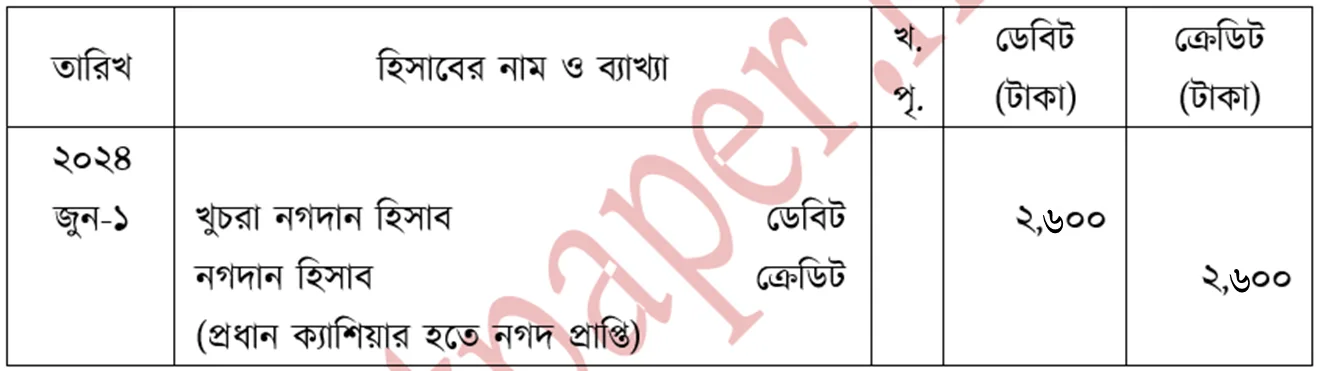 তারিখ হিসাবের নাম ও ব্যাখ্যা খ. পৃ. ডেবিট (টাকা) ক্রেডিট (টাকা)
২০২৪
জুন-১ খুচরা নগদান হিসাব ডেবিট ২,৬০০
নগদান হিসাব ক্রেডিট ২,৬০০
(প্রধান ক্যাশিয়ার হতে নগদ প্রাপ্তি)